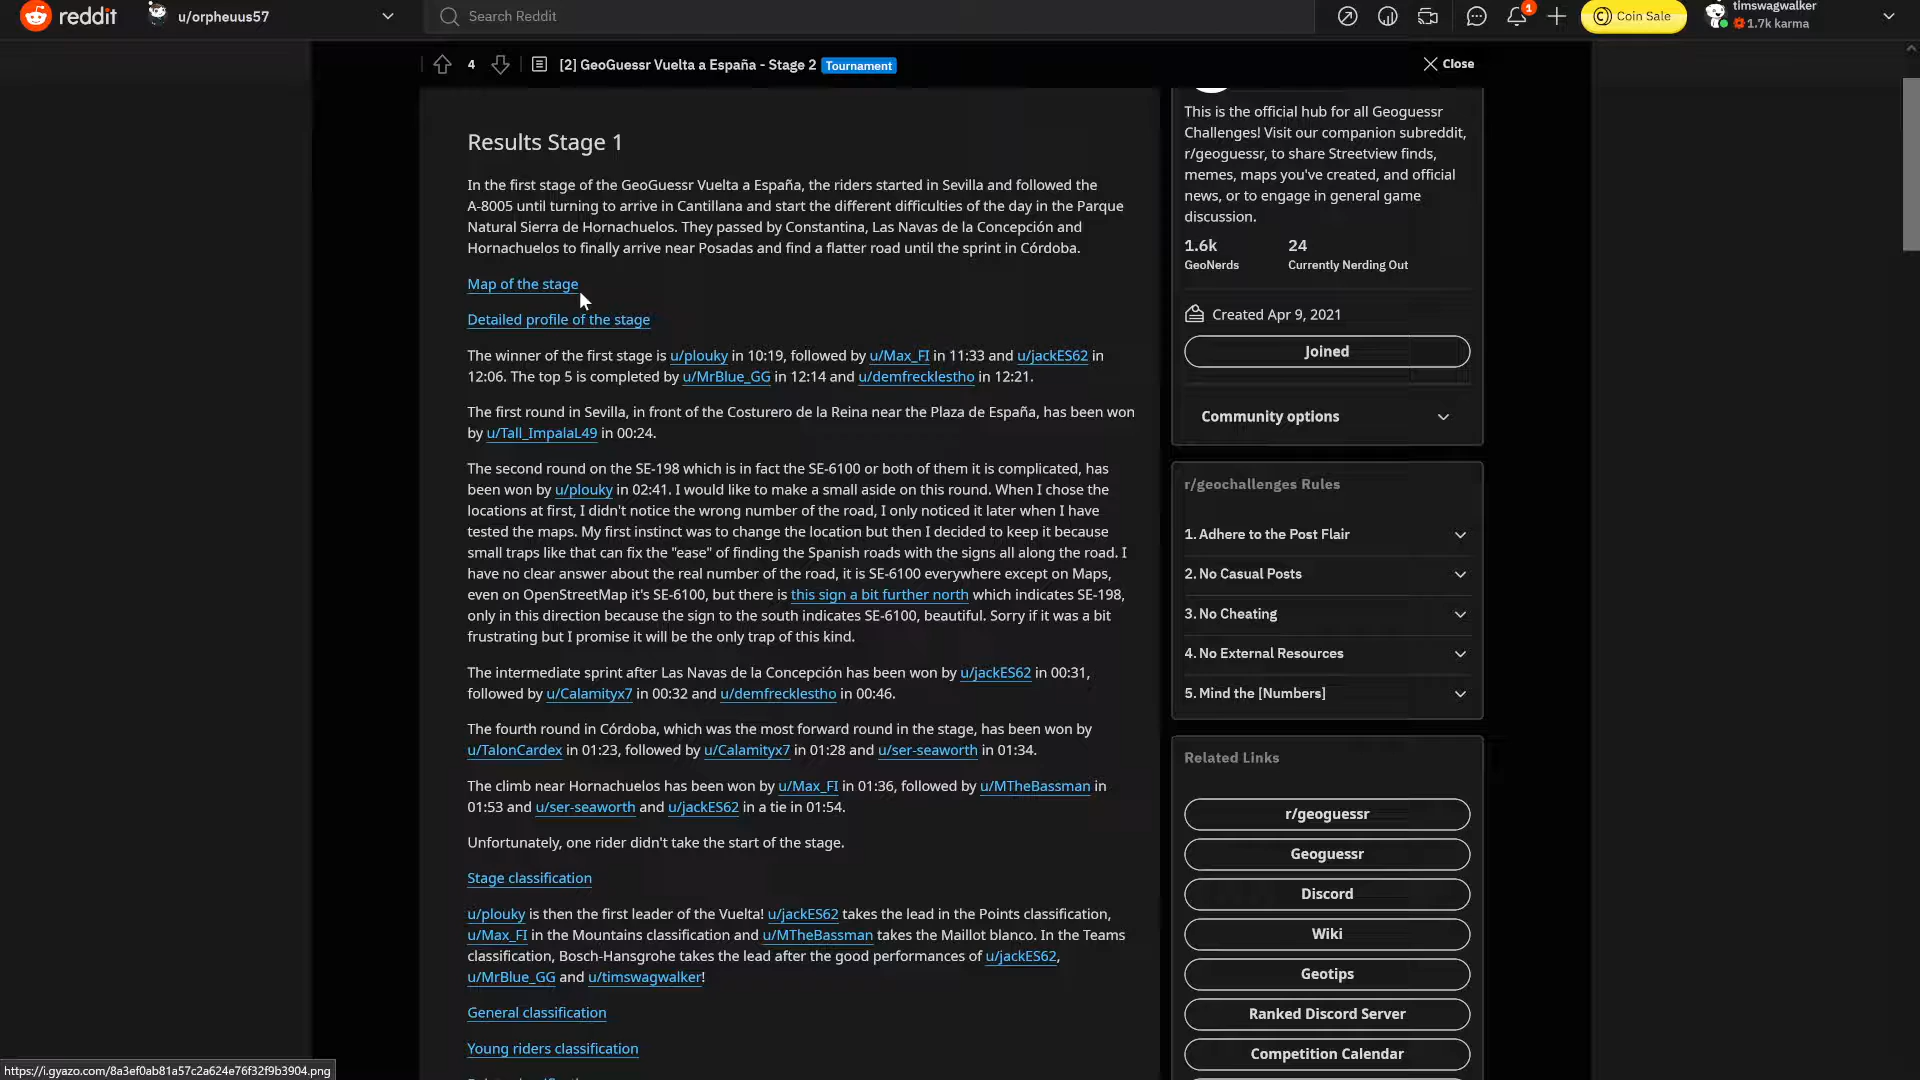 reddit
u/orpheuus57
Search Reddit
1
Coin Sale
timswagwalker
1.7k karma
4
[2] GeoGuessr Vuelta a España - Stage 2 Tournament
Close
Results Stage 1
In the first stage of the GeoGuessr Vuelta a España, the riders started in Sevilla and followed the
A-8005 until turning to arrive in Cantillana and start the different difficulties of the day in the Parque
Natural Sierra de Hornachuelos. They passed by Constantina, Las Navas de la Concepción and
Hornachuelos to finally arrive near Posadas and find a flatter road until the sprint in Córdoba.
Map of the stage
Detailed profile of the stage
The winner of the first stage is u/plouky in 10:19, followed by u/Max_FI in 11:33 and u/jackES62 in
12:06. The top 5 is completed by u/MrBlue_GG in 12:14 and u/demfrecklestho in 12:21.
The first round in Sevilla, in front of the Costurero de la Reina near the Plaza de España, has been won
by u/Tall_ImpalaL49 in 00:24.
The second round on the SE-198 which is in fact the SE-6100 or both of them it is complicated, has
been won by u/plouky in 02:41. I would like to make a small aside on this round. When I chose the
locations at first, I didn't notice the wrong number of the road, I only noticed it later when I have
tested the maps. My first instinct was to change the location but then I decided to keep it because
small traps like that can fix the "ease" of finding the Spanish roads with the signs all along the road. I
have no clear answer about the real number of the road, it is SE-6100 everywhere except on Maps,
even on OpenStreetMap it's SE-6100, but there is this sign a bit further north which indicates SE-198,
only in this direction because the sign to the south indicates SE-6100, beautiful. Sorry if it was a bit
frustrating but I promise it will be the only trap of this kind.
The intermediate sprint after Las Navas de la Concepción has been won by u/jackES62 in 00:31,
followed by u/Calamityx7 in 00:32 and u/demfrecklestho in 00:46.
The fourth round in Córdoba, which was the most forward round in the stage, has been won by
u/TalonCardex in 01:23, followed by u/Calamityx7 in 01:28 and u/ser-seaworth in 01:34.
The climb near Hornachuelos has been won by u/Max_FI in 01:36, followed by u/MTheBassman in
01:53 and u/ser-seaworth and u/jackES62 in a tie in 01:54.
Unfortunately, one rider didn't take the start of the stage.
Stage classification
u/plouky is then the first leader of the Vuelta! u/jackES62 takes the lead in the Points classification,
u/Max_FI in the Mountains classification and u/MTheBassman takes the Maillot blanco. In the Teams
classification, Bosch-Hansgrohe takes the lead after the good performances of u/jackES62,
u/MrBlue_GG and u/timswagwalker!
General classification
Young riders classification
This is the official hub for all Geoguessr
Challenges! Visit our companion subreddit,
r/geoguessr, to share Streetview finds,
memes, maps you've created, and official
news, or to engage in general game
discussion.
1.6k 24
GeoNerds Currently Nerding Out
Created Apr 9, 2021
Joined
Community options
r/geochallenges Rules
1. Adhere to the Post Flair
2. No Casual Posts
3. No Cheating
4. No External Resources
5. Mind the [Numbers]
Related Links
r/geoguessr
Geoguessr
Discord
Wiki
Geotips
Ranked Discord Server
Competition Calendar
https://i.gyazo.com/8a3ef0ab81a57c2a624e76f32f9b3904.png